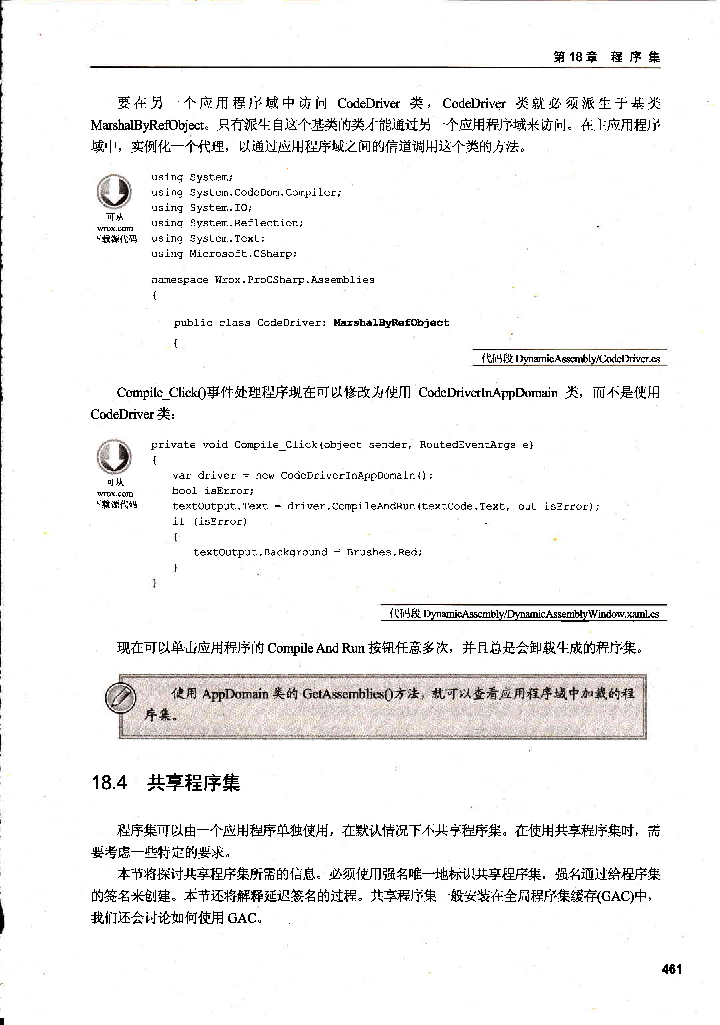 第18章 程 序 集
要在另一个应用程序域中访问 CodeDriver 类，CodeDriver 类就必须派生于基类
MarshalByRefObject。只有派生自这个基类的类才能通过另一个应用程序域来访问。在主应用程序
域中，实例化一个代理，以通过应用程序域之间的信道调用这个类的方法。
可从
wrox.com
下载源代码
using System;
using System.CodeDom.Compiler;
using System.IO;
using System.Reflection;
using System.Text;
using Microsoft.CSharp;
namespace Wrox.ProCSharp.Assemblies
{
public class CodeDriver: MarshalByRefObject
{
代码段 DynamicAssembly/CodeDriver.cs
Compile_Click()事件处理程序现在可以修改为使用 CodeDriverInAppDomain 类，而不是使用
CodeDriver 类：
可从
wrox.com
下载源代码
private void Compile_Click(object sender, RoutedEventArgs e)
{
var driver = new CodeDriverInAppDomain();
bool isError;
textOutput.Text = driver.CompileAndRun(textCode.Text, out isError);
if (isError)
{
textOutput.Background = Brushes.Red;
}
}
代码段 DynamicAssembly/DynamicAssemblyWindow.xaml.cs
现在可以单击应用程序的 Compile And Run 按钮任意多次，并且总是会卸载生成的程序集。
使用 AppDomain 类的 GetAssemblies()方法，就可以查看应用程序域中加载的程
序集。
18.4 共享程序集
程序集可以由一个应用程序单独使用，在默认情况下不共享程序集。在使用共享程序集时，需
要考虑一些特定的要求。
本节将探讨共享程序集所需的信息。必须使用强名唯一地标识共享程序集，强名通过给程序集
的签名来创建。本节还将解释延迟签名的过程。共享程序集一般安装在全局程序集缓存(GAC)中，
我们还会讨论如何使用 GAC。
461